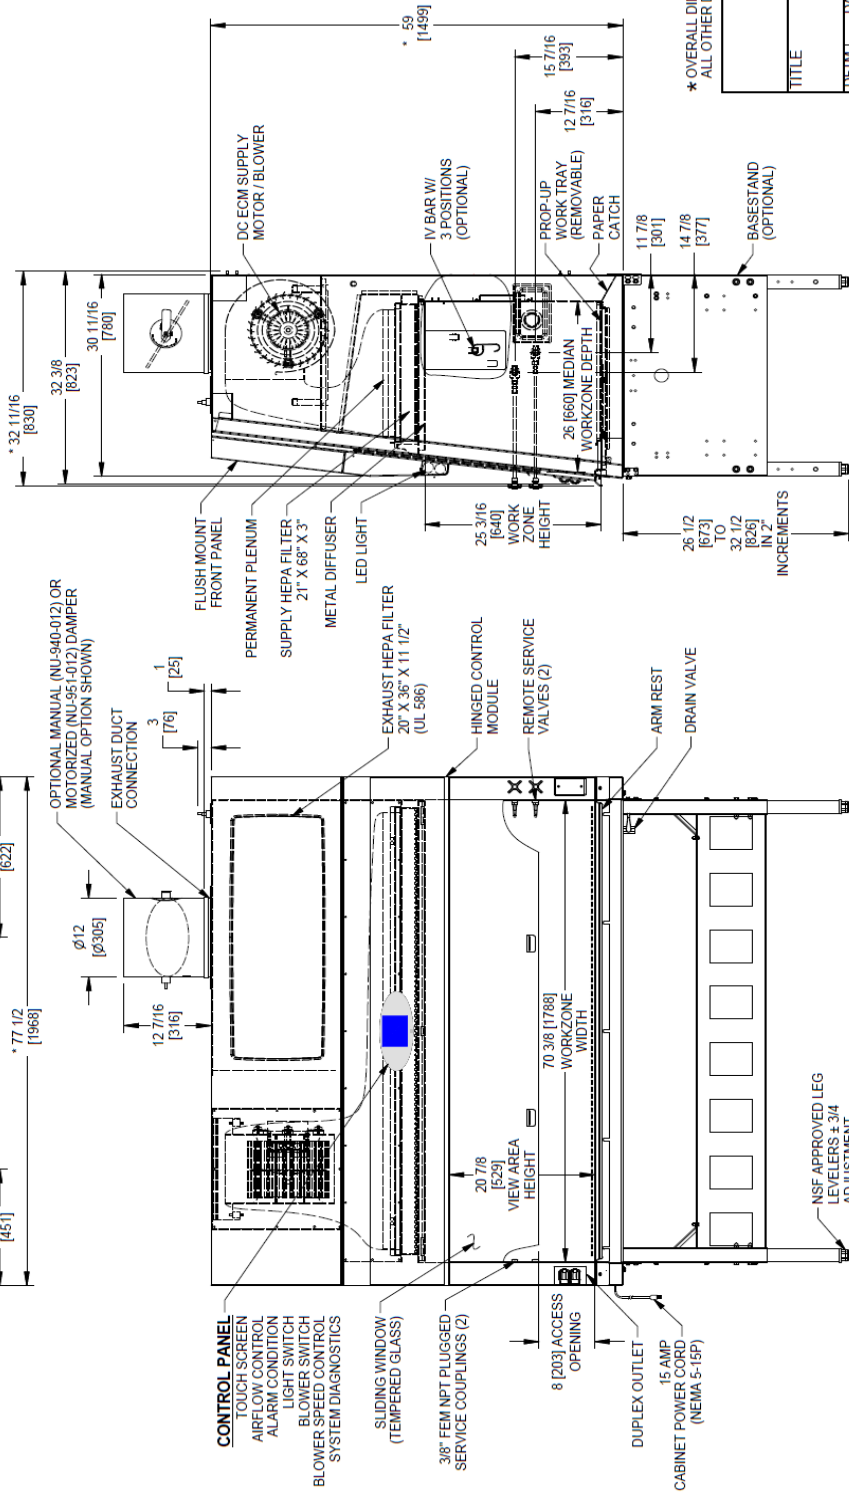 [451]
* 77 1/2
[1968]
[622]
12 7/16
[316]
Ø12
[Ø305]
OPTIONAL MANUAL (NU-940-012) OR
MOTORIZED (NU-951-012) DAMPER
(MANUAL OPTION SHOWN)
EXHAUST DUCT
CONNECTION
3
[76]
1
[25]
CONTROL PANEL
TOUCH SCREEN
AIRFLOW CONTROL
ALARM CONDITION
LIGHT SWITCH
BLOWER SWITCH
BLOWER SPEED CONTROL
SYSTEM DIAGNOSTICS
SLIDING WINDOW
(TEMPERED GLASS)
3/8" FEM NPT PLUGGED
SERVICE COUPLINGS (2)
8 [203] ACCESS
OPENING
DUPLEX OUTLET
15 AMP
CABINET POWER CORD
(NEMA 5-15P)
20 7/8
[529]
VIEW AREA
HEIGHT
70 3/8 [1788]
WORKZONE
WIDTH
EXHAUST HEPA FILTER
20" X 36" X 11 1/2"
(UL 586)
HINGED CONTROL
MODULE
REMOTE SERVICE
VALVES (2)
ARM REST
DRAIN VALVE
NSF APPROVED LEG
LEVELERS ± 3/4
ADJUSTMENT
* 32 11/16
[830]
32 3/8
[823]
30 11/16
[780]
FLUSH MOUNT
FRONT PANEL
PERMANENT PLENUM
SUPPLY HEPA FILTER
21" X 68" X 3"
METAL DIFFUSER
LED LIGHT
25 3/16
[640]
WORK
ZONE
HEIGHT
26 [660] MEDIAN
WORKZONE DEPTH
26 1/2
[673]
TO
32 1/2
[826]
IN 2"
INCREMENTS
DC ECM SUPPLY
MOTOR / BLOWER
IV BAR W/
3 POSITIONS
(OPTIONAL)
PROP-UP
WORK TRAY
(REMOVABLE)
PAPER
CATCH
11 7/8
[301]
14 7/8
[377]
BASESTAND
(OPTIONAL)
* 59
[1499]
15 7/16
[393]
12 7/16
[316]
* OVERALL
ALL OTHER
TITLE